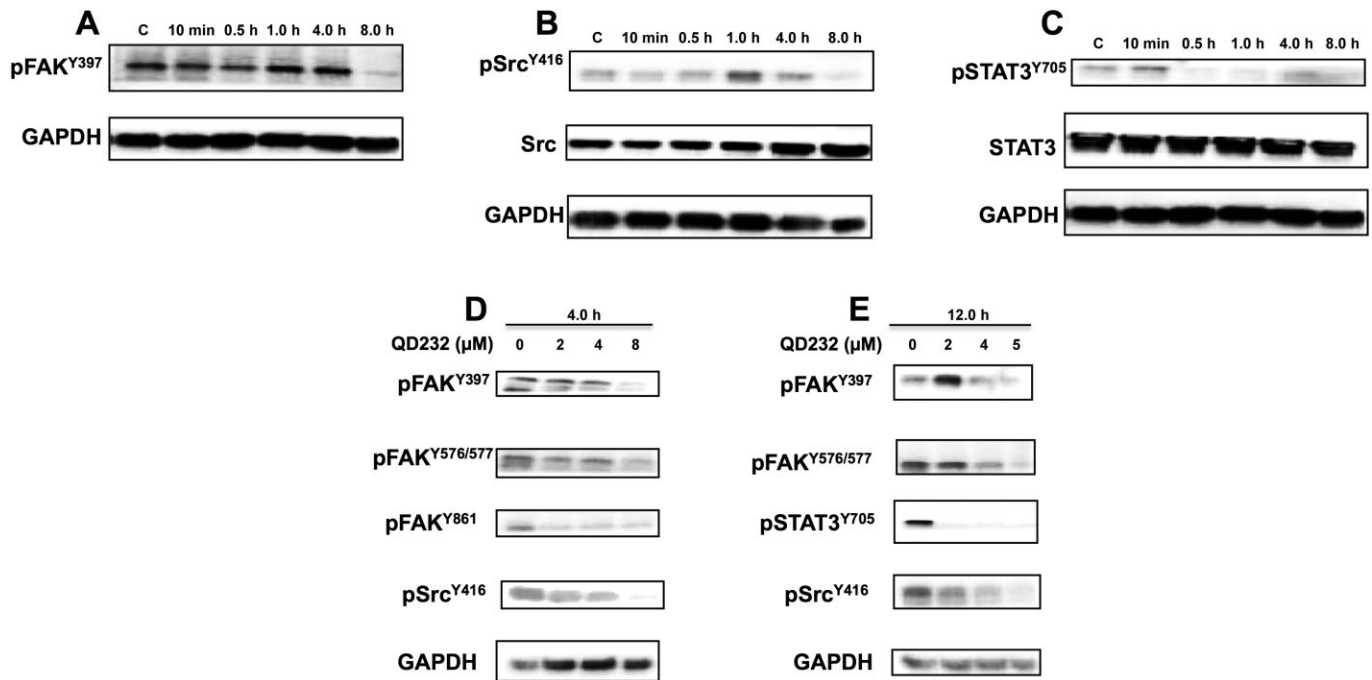 A
C 10 min 0.5 h 1.0 h 4.0 h 8.0 h
pFAKY397
GAPDH
B
C 10 min 0.5 h 1.0 h 4.0 h 8.0 h
pSrcY416
Src
GAPDH
C
C 10 min 0.5 h 1.0 h 4.0 h 8.0 h
pSTAT3Y705
STAT3
GAPDH
D
4.0 h
QD232 (µM) 0 2 4 8
pFAKY397
pFAKY576/577
pFAKY861
pSrcY416
GAPDH
E
12.0 h
QD232 (µM) 0 2 4 5
pFAKY397
pFAKY576/577
pSTAT3Y705
pSrcY416
GAPDH